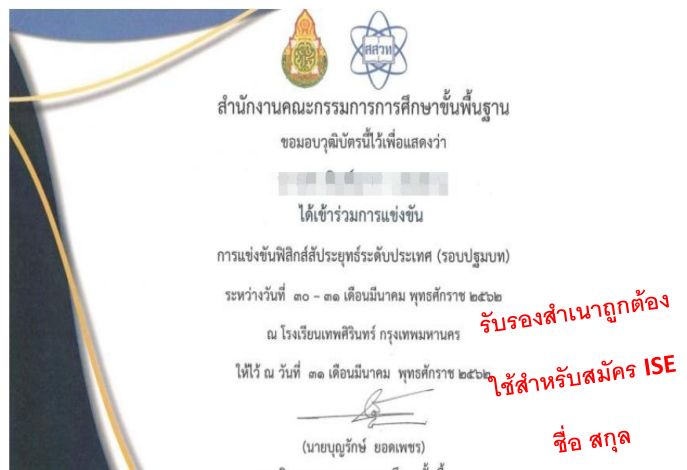 สสวท
สำนักงานคณะกรรมการการศึกษาขั้นพื้นฐาน
ขอมอบวุฒิบัตรนี้ไว้เพื่อแสดงว่า
ได้เข้าร่วมการแข่งขัน
การแข่งขันฟิสิกส์สัประยุทธ์ระดับประเทศ (รอบปฐมบท)
ระหว่างวันที่ ๓๐ - ๓๑ เดือนมีนาคม พุทธศักราช ๒๕๖๒
ณ โรงเรียนเทพศิรินทร์ กรุงเทพมหานคร
ให้ไว้ ณ วันที่ ๓๑ เดือนมีนาคม พุทธศักราช ๒๕๖๒
(นายบุญรักษ์ ยอดเพชร)
รับรองสำเนาถูกต้อง
ใช้สำหรับสมัคร ISE
ชื่อ สกุล